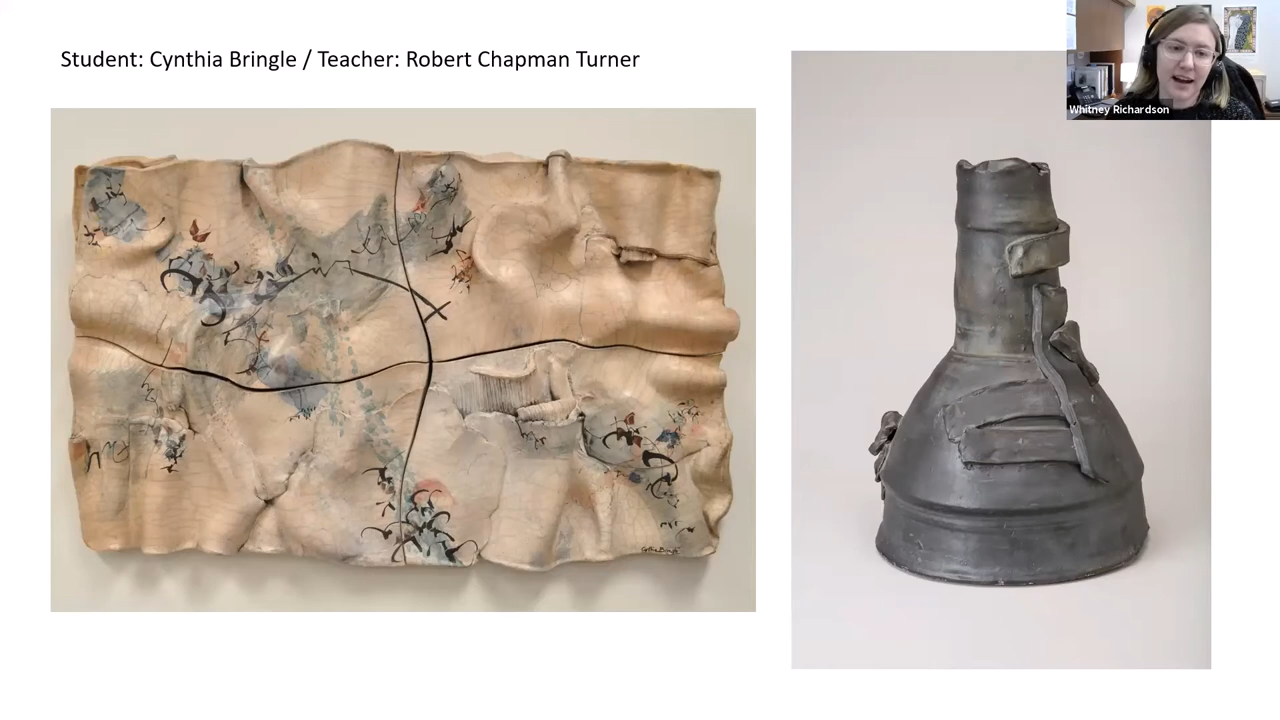 Student: Cynthia Bringle / Teacher: Robert Chapman Turner
Whitney Richardson